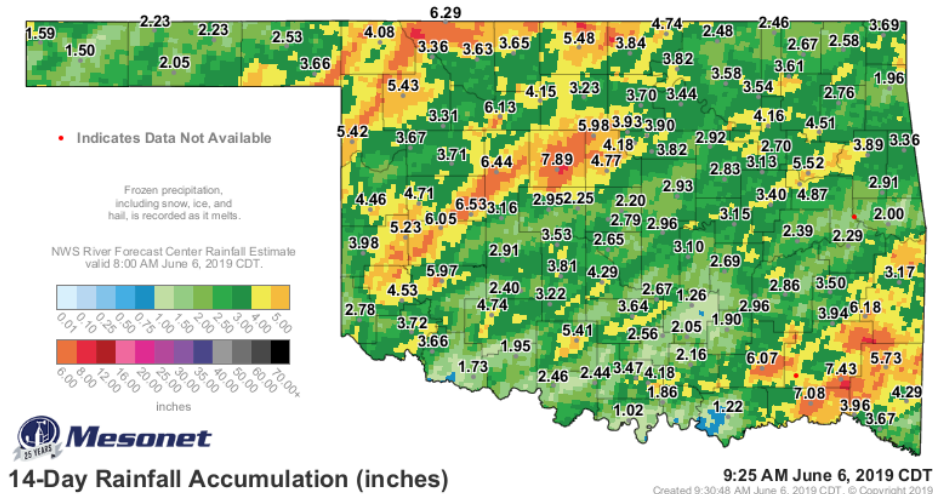 6.29
2.23 4.74 2.46
1.59 2.23 2.53 4.08 3.36 3.63 3.65 5.48 3.84 2.48 2.67 2.58 3.69
1.50 2.05 3.66 3.82 3.61
5.43 4.15 3.23 3.70 3.44 3.58 3.54 2.76 1.96
3.31 6.13 5.98 3.93 3.90 4.16 4.51
5.42 3.67 2.92 3.36
• Indicates Data Not Available
3.71 6.44 7.89 4.77 4.18 3.82 2.83 2.70 3.13 5.52 3.89
Frozen precipitation,
including snow, ice, and
hail, is recorded as it melts.
4.46 4.71 6.53 3.16 2.95 2.25 2.20 2.93 3.40 4.87 2.91
5.23 6.05 2.79 2.96 3.15 2.00
3.98 2.91 3.53 2.65 3.10 2.39 2.29
NWS River Forecast Center Rainfall Estimate
valid 8:00 AM June 6, 2019 CDT.
5.97 3.81 4.29 2.69 3.17
4.53 2.40 3.22 2.67 1.26 2.86 3.50
2.78 4.74 3.64 2.96 3.94 6.18
0.01 0.10 0.25 0.50 0.75 1.00 1.50 2.00 2.50 3.00 4.00 5.00
3.72 3.66 5.41 2.56 2.05 1.90
1.95 2.16 6.07 5.73
1.73 2.46 2.44 3.47 4.18 7.43
6.00 8.00 12.00 16.00 20.00 25.00 30.00 35.00 40.00 50.00 60.00 70.00+
1.86 7.08 4.29
1.02 1.22 3.96 3.67
inches
25 YEARS
Mesonet
14-Day Rainfall Accumulation (inches)
9:25 AM June 6, 2019 CDT
Created 9:30:48 AM June 6, 2019 CDT. © Copyright 2019